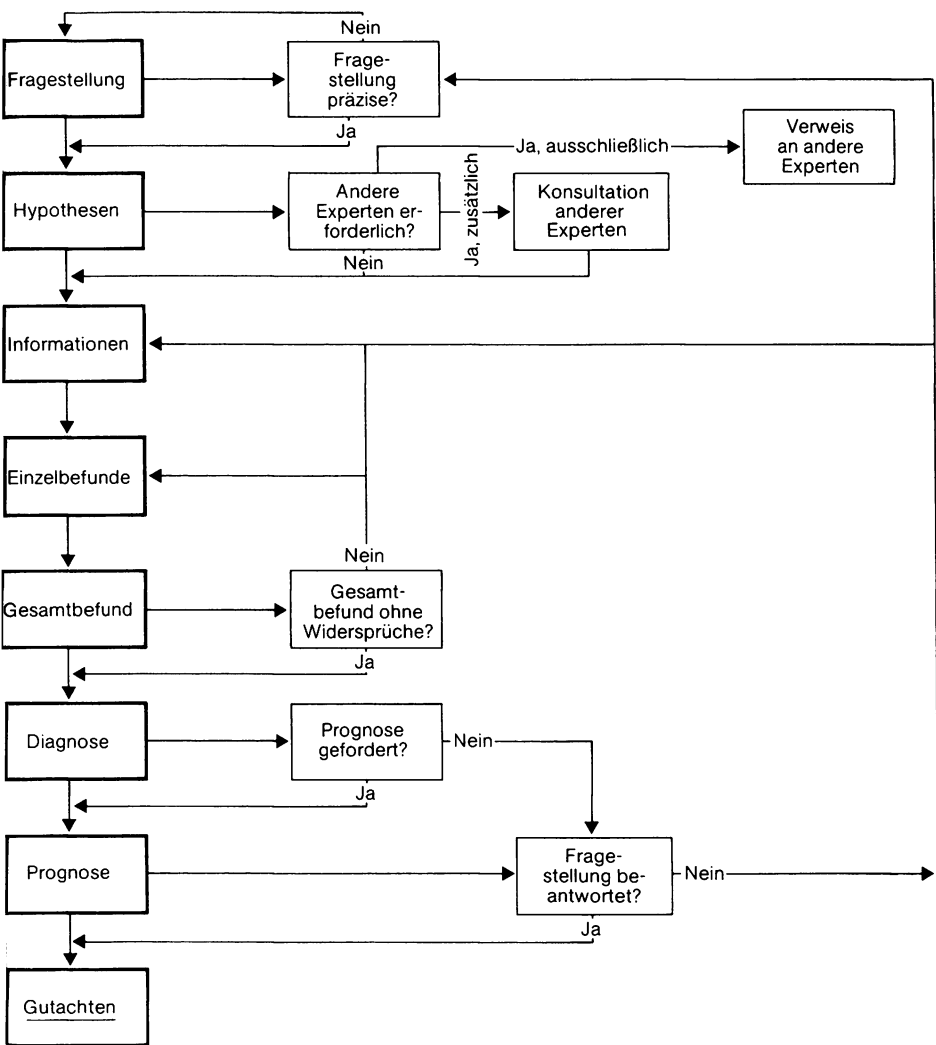 Nein
Fragestellung
Frage-
stellung
präzise?
Ja
Ja, ausschließlich
Verweis
an andere
Experten
Hypothesen
Andere
Experten er-
forderlich?
Ja, zusätzlich
Konsultation
anderer
Experten
Nein
Informationen
Einzelbefunde
Nein
Gesamtbefund
Gesamt-
befund ohne
Widersprüche?
Ja
Diagnose
Prognose
gefordert?
Nein
Ja
Prognose
Frage-
stellung be-
antwortet?
Nein
Ja
Gutachten